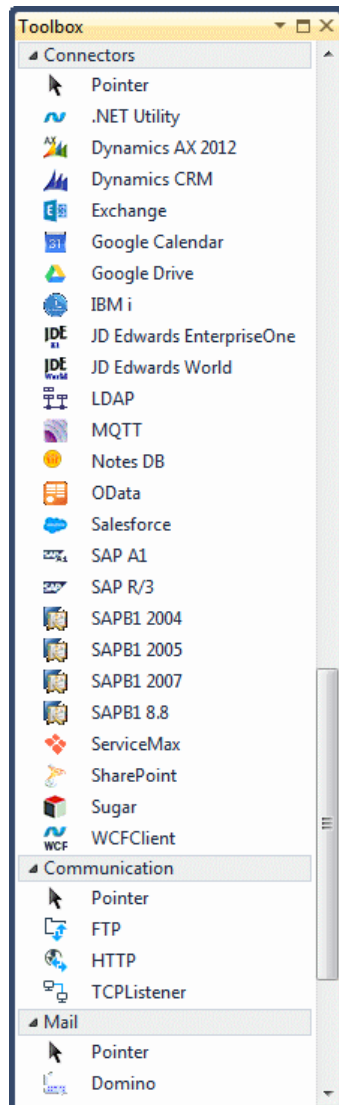 Toolbox
Connectors
Pointer
.NET Utility
Dynamics AX 2012
Dynamics CRM
Exchange
Google Calendar
Google Drive
IBM i
JD Edwards EnterpriseOne
JD Edwards World
LDAP
MQTT
Notes DB
OData
Salesforce
SAP A1
SAP R/3
SAPB1 2004
SAPB1 2005
SAPB1 2007
SAPB1 8.8
ServiceMax
SharePoint
Sugar
WCFClient
Communication
Pointer
FTP
HTTP
TCPListener
Mail
Pointer
Domino